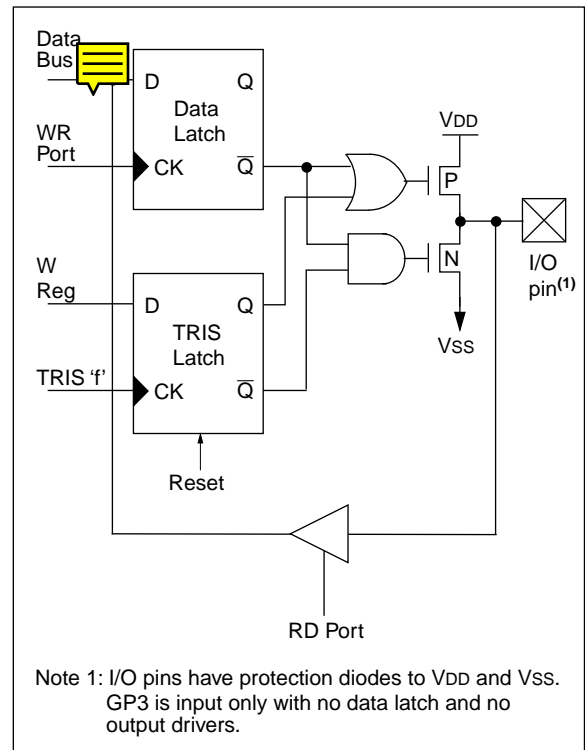 Data
Bus
D
Q
Data
Latch
WR
Port
CK
Q̅
VDD
P
N
I/O
pin(1)
VSS
W
Reg
D
Q
TRIS
Latch
TRIS ‘f’
CK
Q̅
Reset
RD Port
Note 1: I/O pins have protection diodes to VDD and VSS.
GP3 is input only with no data latch and no
output drivers.